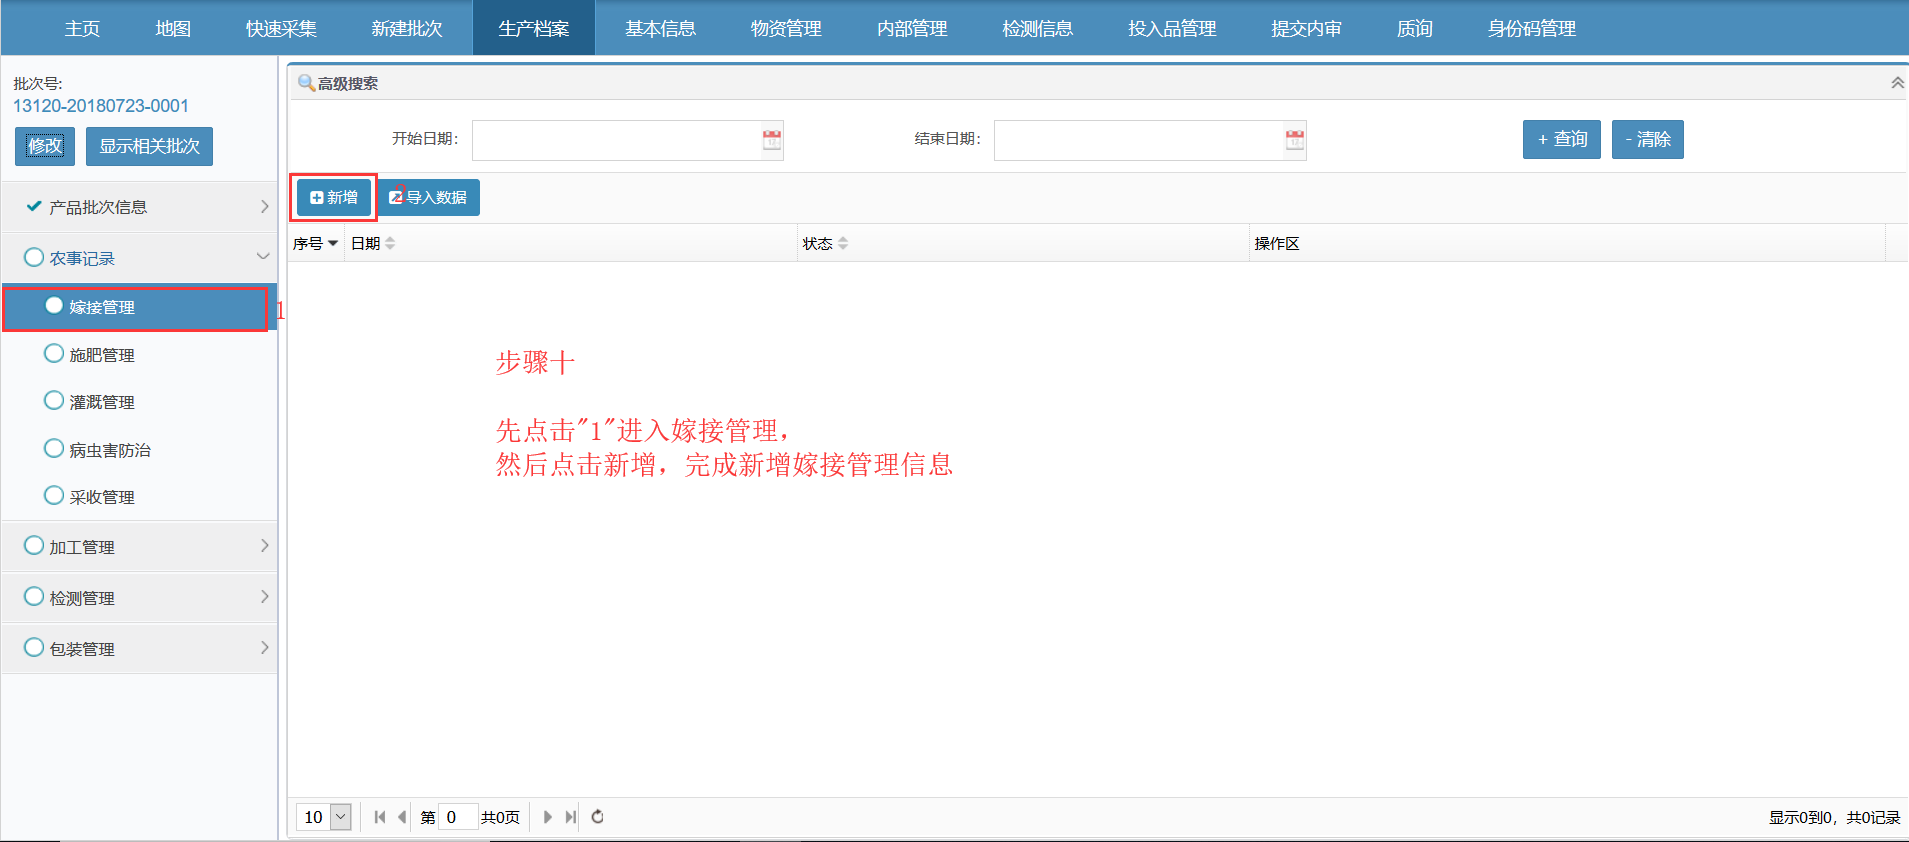 主页 地图 快速采集 新建批次 生产档案 基本信息 物资管理 内部管理 检测信息 投入品管理 提交内审 质询 身份码管理
批次号:
13120-20180723-0001
修改 显示相关批次
产品批次信息
农事记录
嫁接管理 1
施肥管理
灌溉管理
病虫害防治
采收管理
加工管理
检测管理
包装管理
高级搜索
开始日期: 结束日期: + 查询 - 清除
新增 2 导入数据
序号 日期 状态 操作区
步骤十
先点击"1"进入嫁接管理，
然后点击新增，完成新增嫁接管理信息
10 第 0 共0页 显示0到0，共0记录